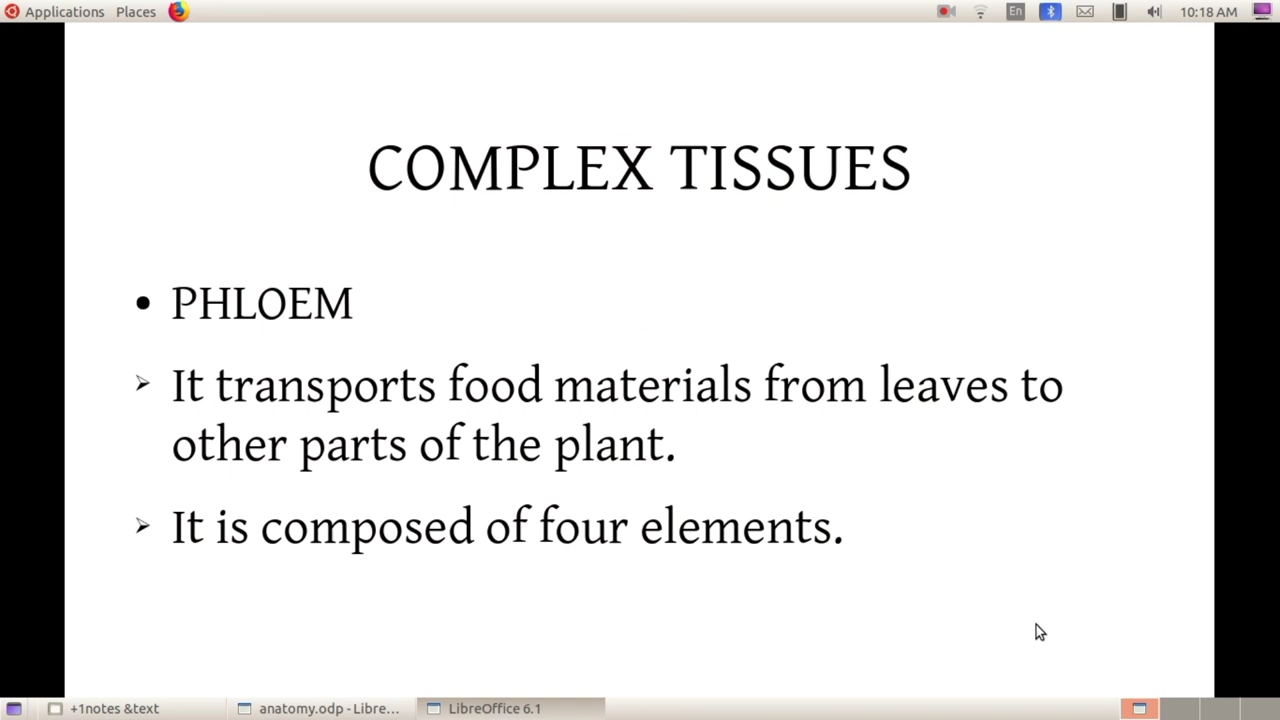 Applications Places En 10:18 AM
COMPLEX TISSUES
• PHLOEM
➢ It transports food materials from leaves to
other parts of the plant.
➢ It is composed of four elements.
+1notes &text anatomy.odp - Libre... LibreOffice 6.1